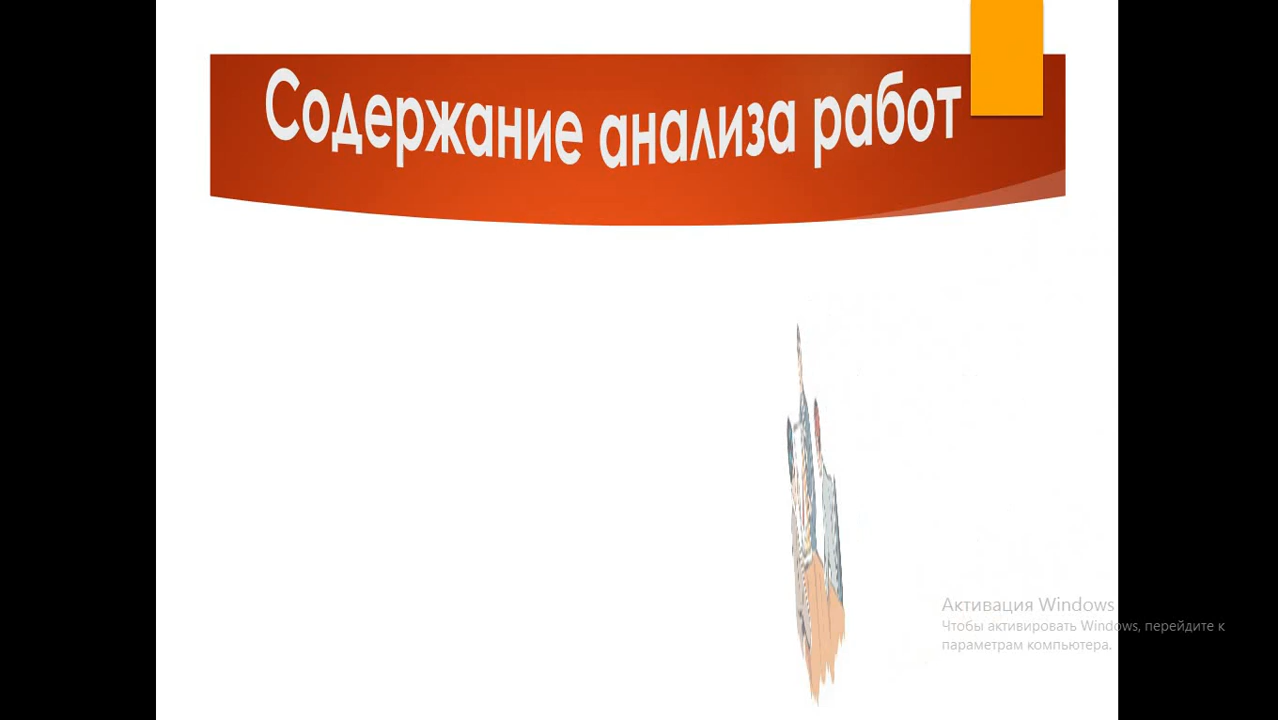 Содержание анализа работ
Активация Windows
Чтобы активировать Windows, перейдите к
параметрам компьютера.